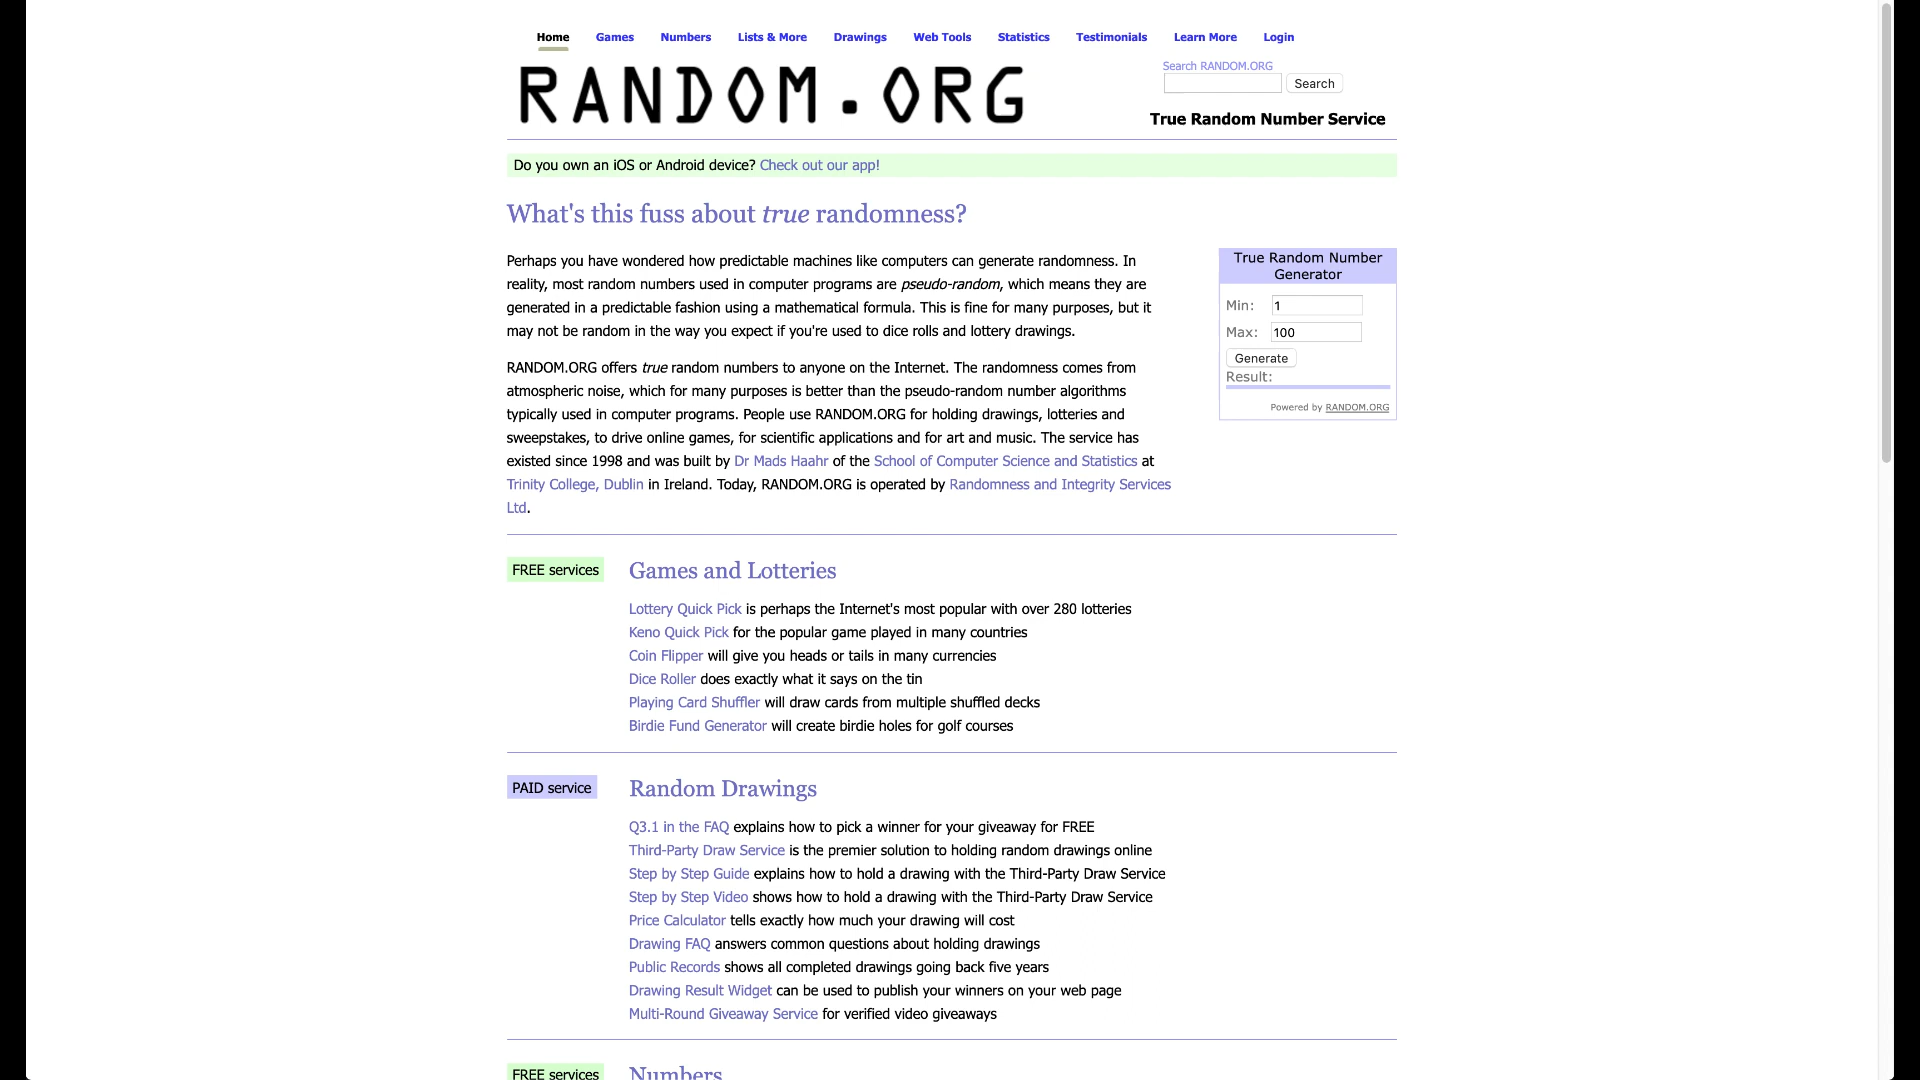 Home Games Numbers Lists & More Drawings Web Tools Statistics Testimonials Learn More Login
RANDOM.ORG
Search RANDOM.ORG
Search
True Random Number Service
Do you own an iOS or Android device? Check out our app!
What's this fuss about true randomness?
Perhaps you have wondered how predictable machines like computers can generate randomness. In
reality, most random numbers used in computer programs are pseudo-random, which means they are
generated in a predictable fashion using a mathematical formula. This is fine for many purposes, but it
may not be random in the way you expect if you're used to dice rolls and lottery drawings.
RANDOM.ORG offers true random numbers to anyone on the Internet. The randomness comes from
atmospheric noise, which for many purposes is better than the pseudo-random number algorithms
typically used in computer programs. People use RANDOM.ORG for holding drawings, lotteries and
sweepstakes, to drive online games, for scientific applications and for art and music. The service has
existed since 1998 and was built by Dr Mads Haahr of the School of Computer Science and Statistics at
Trinity College, Dublin in Ireland. Today, RANDOM.ORG is operated by Randomness and Integrity Services
Ltd.
True Random Number
Generator
Min: 1
Max: 100
Generate
Result:
Powered by RANDOM.ORG
FREE services
Games and Lotteries
Lottery Quick Pick is perhaps the Internet's most popular with over 280 lotteries
Keno Quick Pick for the popular game played in many countries
Coin Flipper will give you heads or tails in many currencies
Dice Roller does exactly what it says on the tin
Playing Card Shuffler will draw cards from multiple shuffled decks
Birdie Fund Generator will create birdie holes for golf courses
PAID service
Random Drawings
Q3.1 in the FAQ explains how to pick a winner for your giveaway for FREE
Third-Party Draw Service is the premier solution to holding random drawings online
Step by Step Guide explains how to hold a drawing with the Third-Party Draw Service
Step by Step Video shows how to hold a drawing with the Third-Party Draw Service
Price Calculator tells exactly how much your drawing will cost
Drawing FAQ answers common questions about holding drawings
Public Records shows all completed drawings going back five years
Drawing Result Widget can be used to publish your winners on your web page
Multi-Round Giveaway Service for verified video giveaways
FREE services
Numbers